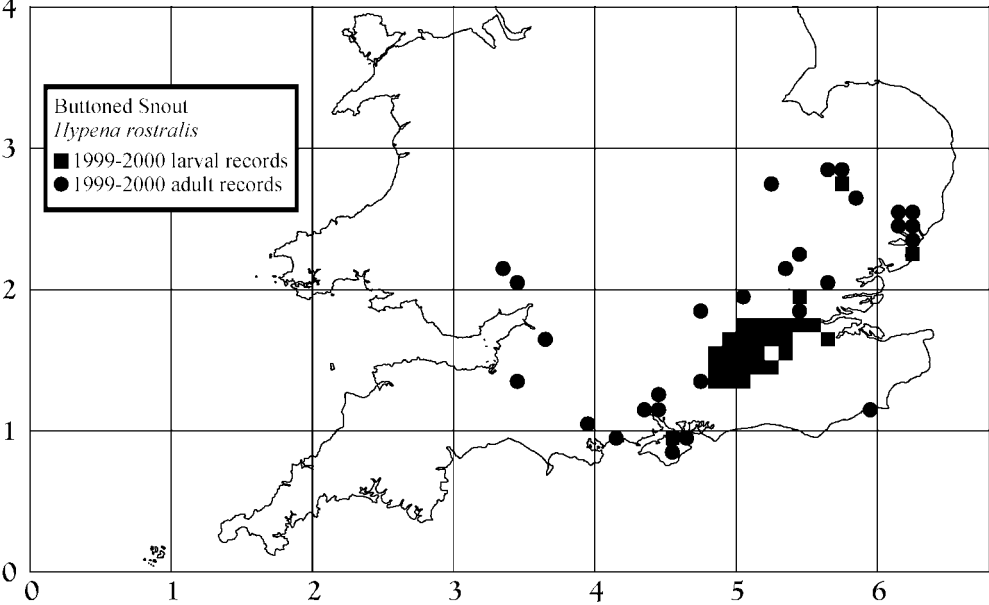 4
Buttoned Snout
Hypena rostralis
1999-2000 larval records
1999-2000 adult records
3
2
1
0
0 1 2 3 4 5 6